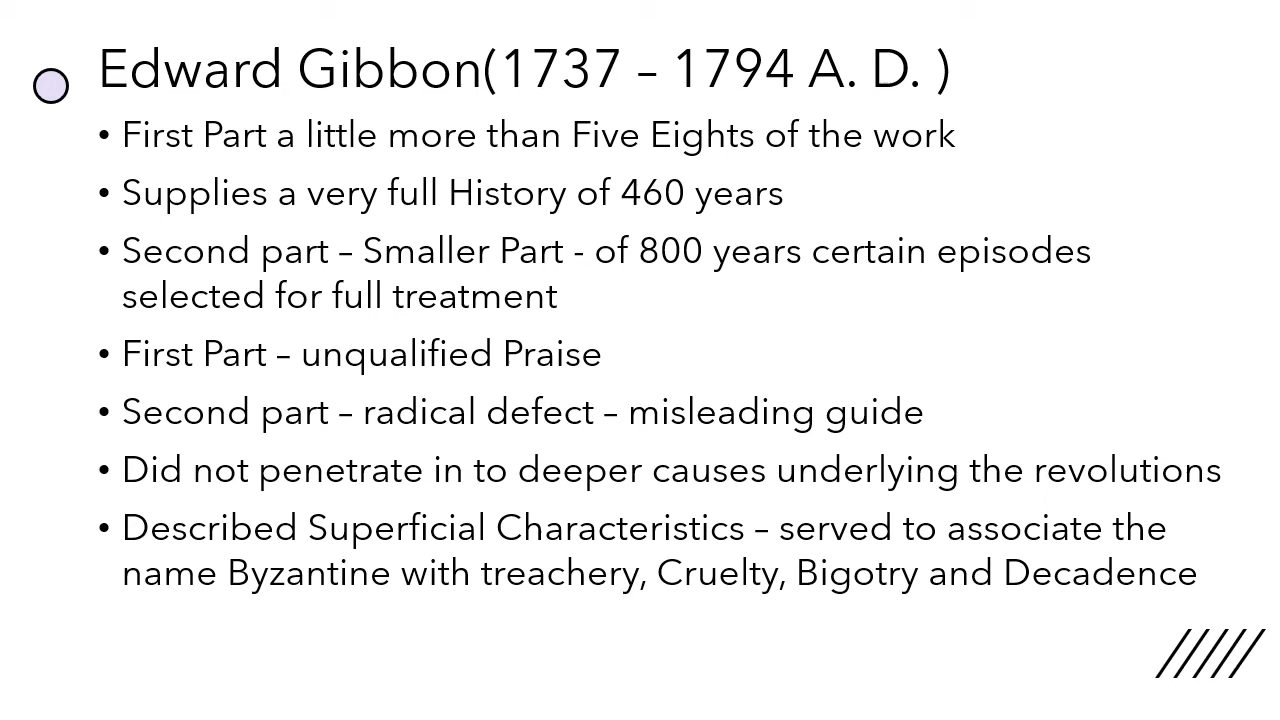 Edward Gibbon(1737 – 1794 A. D. )
• First Part a little more than Five Eights of the work
• Supplies a very full History of 460 years
• Second part – Smaller Part - of 800 years certain episodes
selected for full treatment
• First Part – unqualified Praise
• Second part – radical defect – misleading guide
• Did not penetrate in to deeper causes underlying the revolutions
• Described Superficial Characteristics – served to associate the
name Byzantine with treachery, Cruelty, Bigotry and Decadence